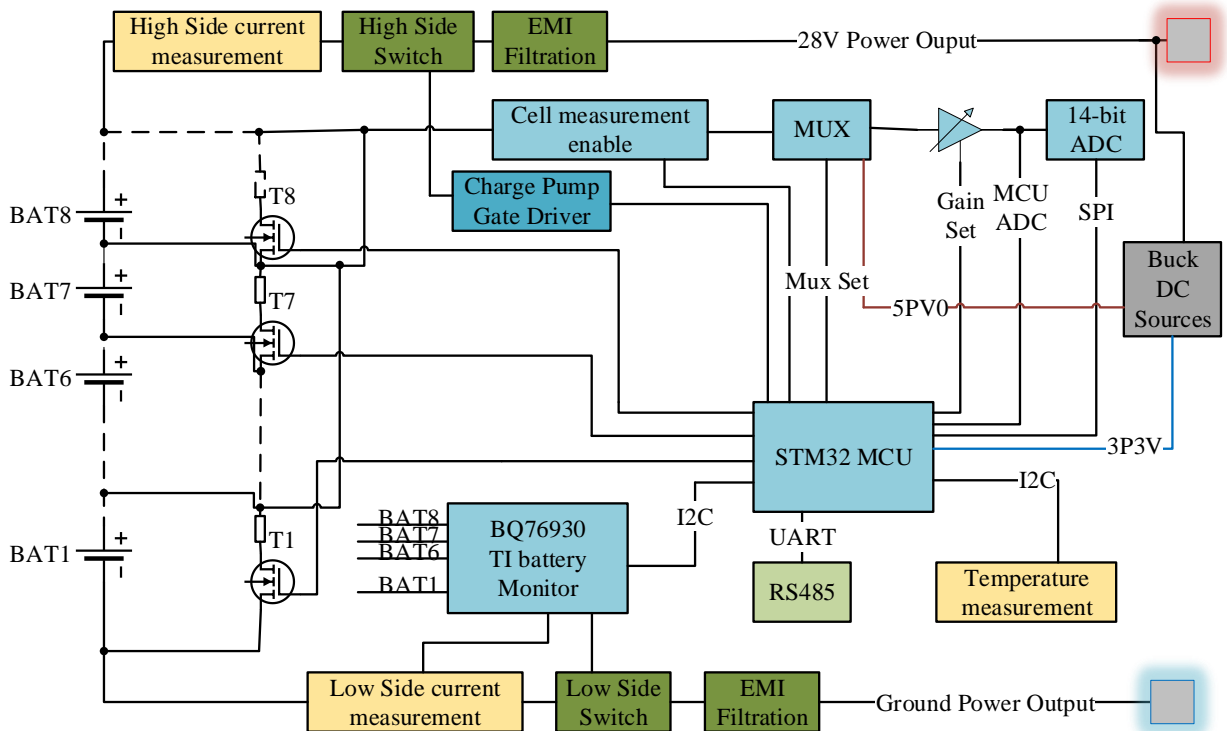 High Side current
measurement
High Side
Switch
EMI
Filtration
28V Power Ouput
Cell measurement
enable
MUX
14-bit
ADC
T8
Charge Pump
Gate Driver
Gain
Set
MCU
ADC
SPI
+
BAT8
-
Mux Set
Buck
DC
Sources
+
BAT7
-
T7
5PV0
+
BAT6
-
STM32 MCU
3P3V
I2C
I2C
BAT8
BAT7
BAT6
BAT1
BQ76930
TI battery
Monitor
UART
+
BAT1
-
T1
RS485
Temperature
measurement
Low Side current
measurement
Low Side
Switch
EMI
Filtration
Ground Power Output